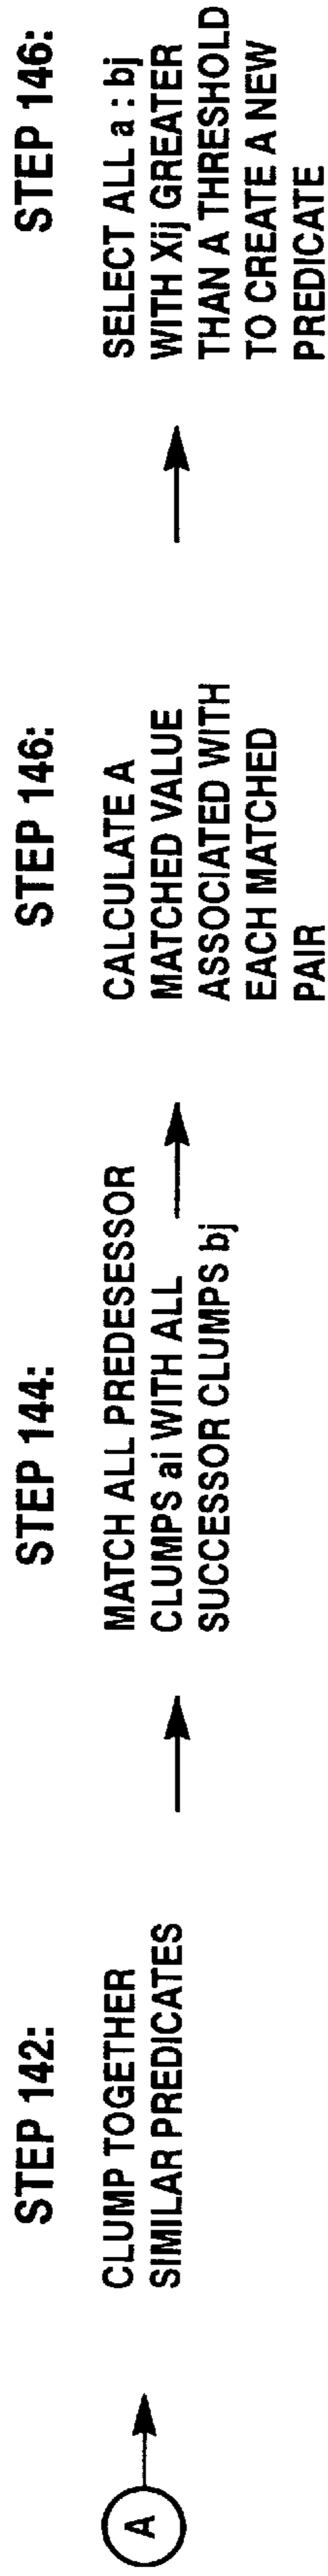 A
STEP 142:
CLUMP TOGETHER
SIMILAR PREDICATES
STEP 144:
MATCH ALL PREDESESSOR
CLUMPS ai WITH ALL
SUCCESSOR CLUMPS bj
STEP 146:
CALCULATE A
MATCHED VALUE
ASSOCIATED WITH
EACH MATCHED
PAIR
STEP 146:
SELECT ALL a : bj
WITH Xij GREATER
THAN A THRESHOLD
TO CREATE A NEW
PREDICATE